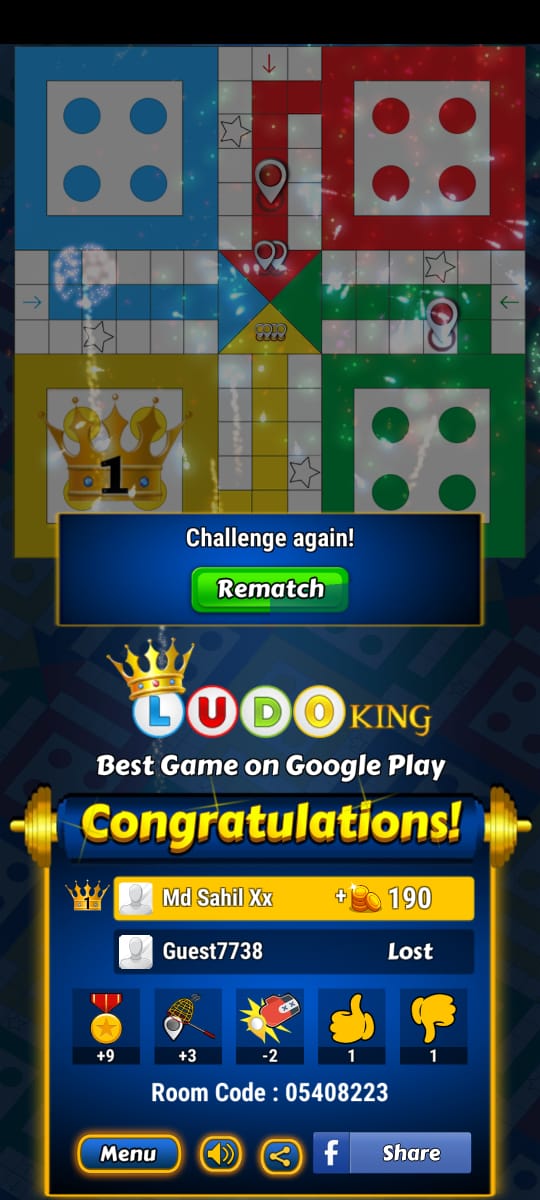 1
Challenge again!
Rematch
LUDO KING
Best Game on Google Play
Congratulations!
1 Md Sahil Xx + 190
Guest7738 Lost
+9 +3 -2 1 1
Room Code : 05408223
Menu f Share